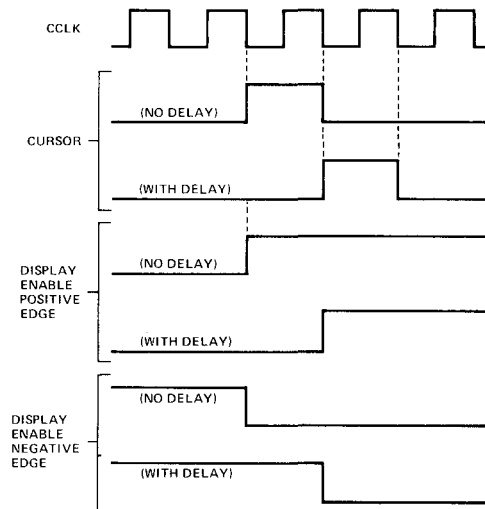 CCLK
CURSOR
(NO DELAY)
(WITH DELAY)
DISPLAY
ENABLE
POSITIVE
EDGE
(NO DELAY)
(WITH DELAY)
DISPLAY
ENABLE
NEGATIVE
EDGE
(NO DELAY)
(WITH DELAY)